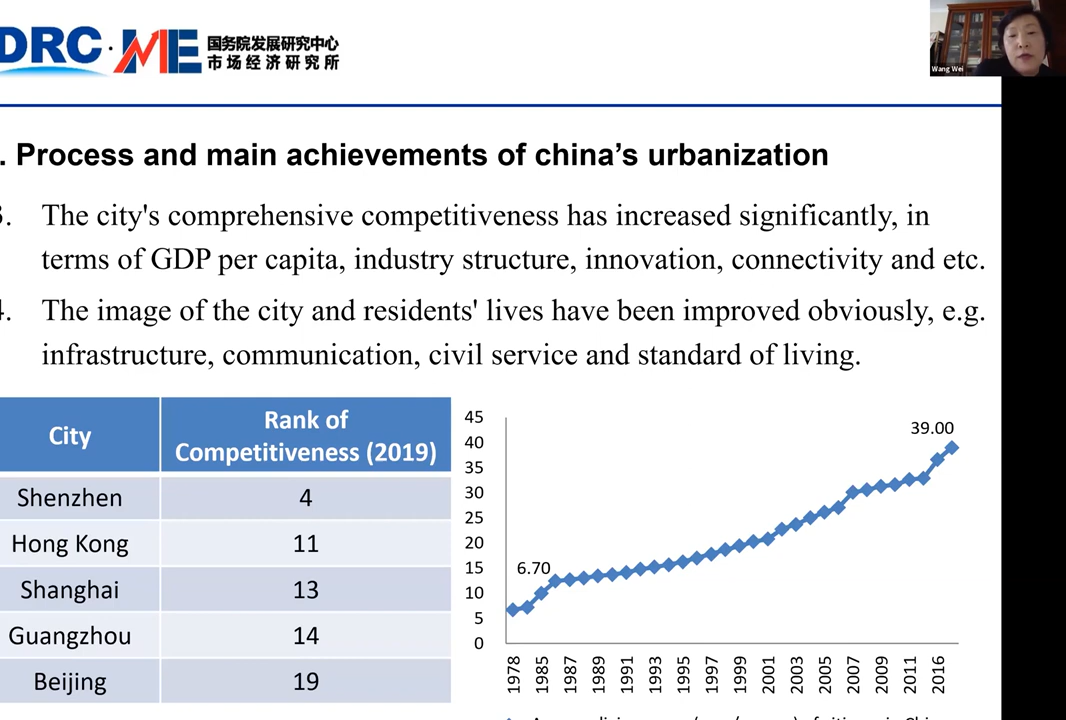 DRC·ME 国务院发展研究中心
市场经济研究所
Wang Wei
. Process and main achievements of china's urbanization
3. The city's comprehensive competitiveness has increased significantly, in
terms of GDP per capita, industry structure, innovation, connectivity and etc.
4. The image of the city and residents' lives have been improved obviously, e.g.
infrastructure, communication, civil service and standard of living.
City Rank of
Competitiveness (2019)
Shenzhen 4
Hong Kong 11
Shanghai 13
Guangzhou 14
Beijing 19
45
40
35
30
25
20
15
10
5
0
6.70
39.00
1978 1985 1987 1989 1991 1993 1995 1997 1999 2001 2003 2005 2007 2009 2011 2016